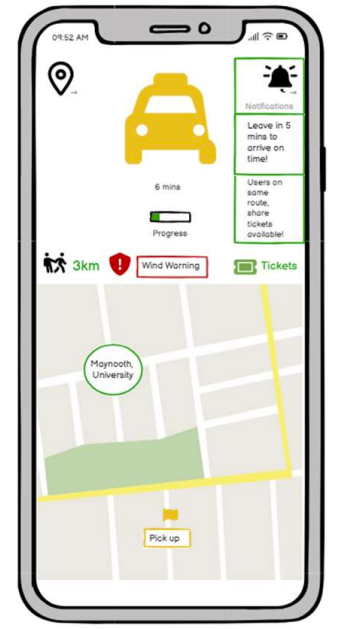 09:52 AM
Notifications
Leave in 5
mins to
arrive on
time!
6 mins
Users on
same
route,
share
tickets
available!
Progress
3km
Wind Warning
Tickets
Maynooth,
University
Pick up